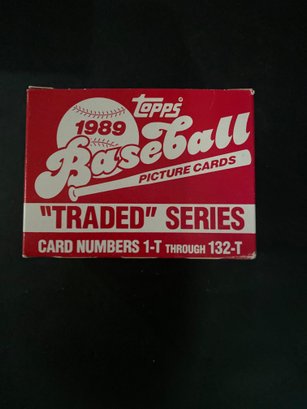 TOPPS
1989
Baseball
PICTURE CARDS
"TRADED" SERIES
CARD NUMBERS 1-T THROUGH 132-T